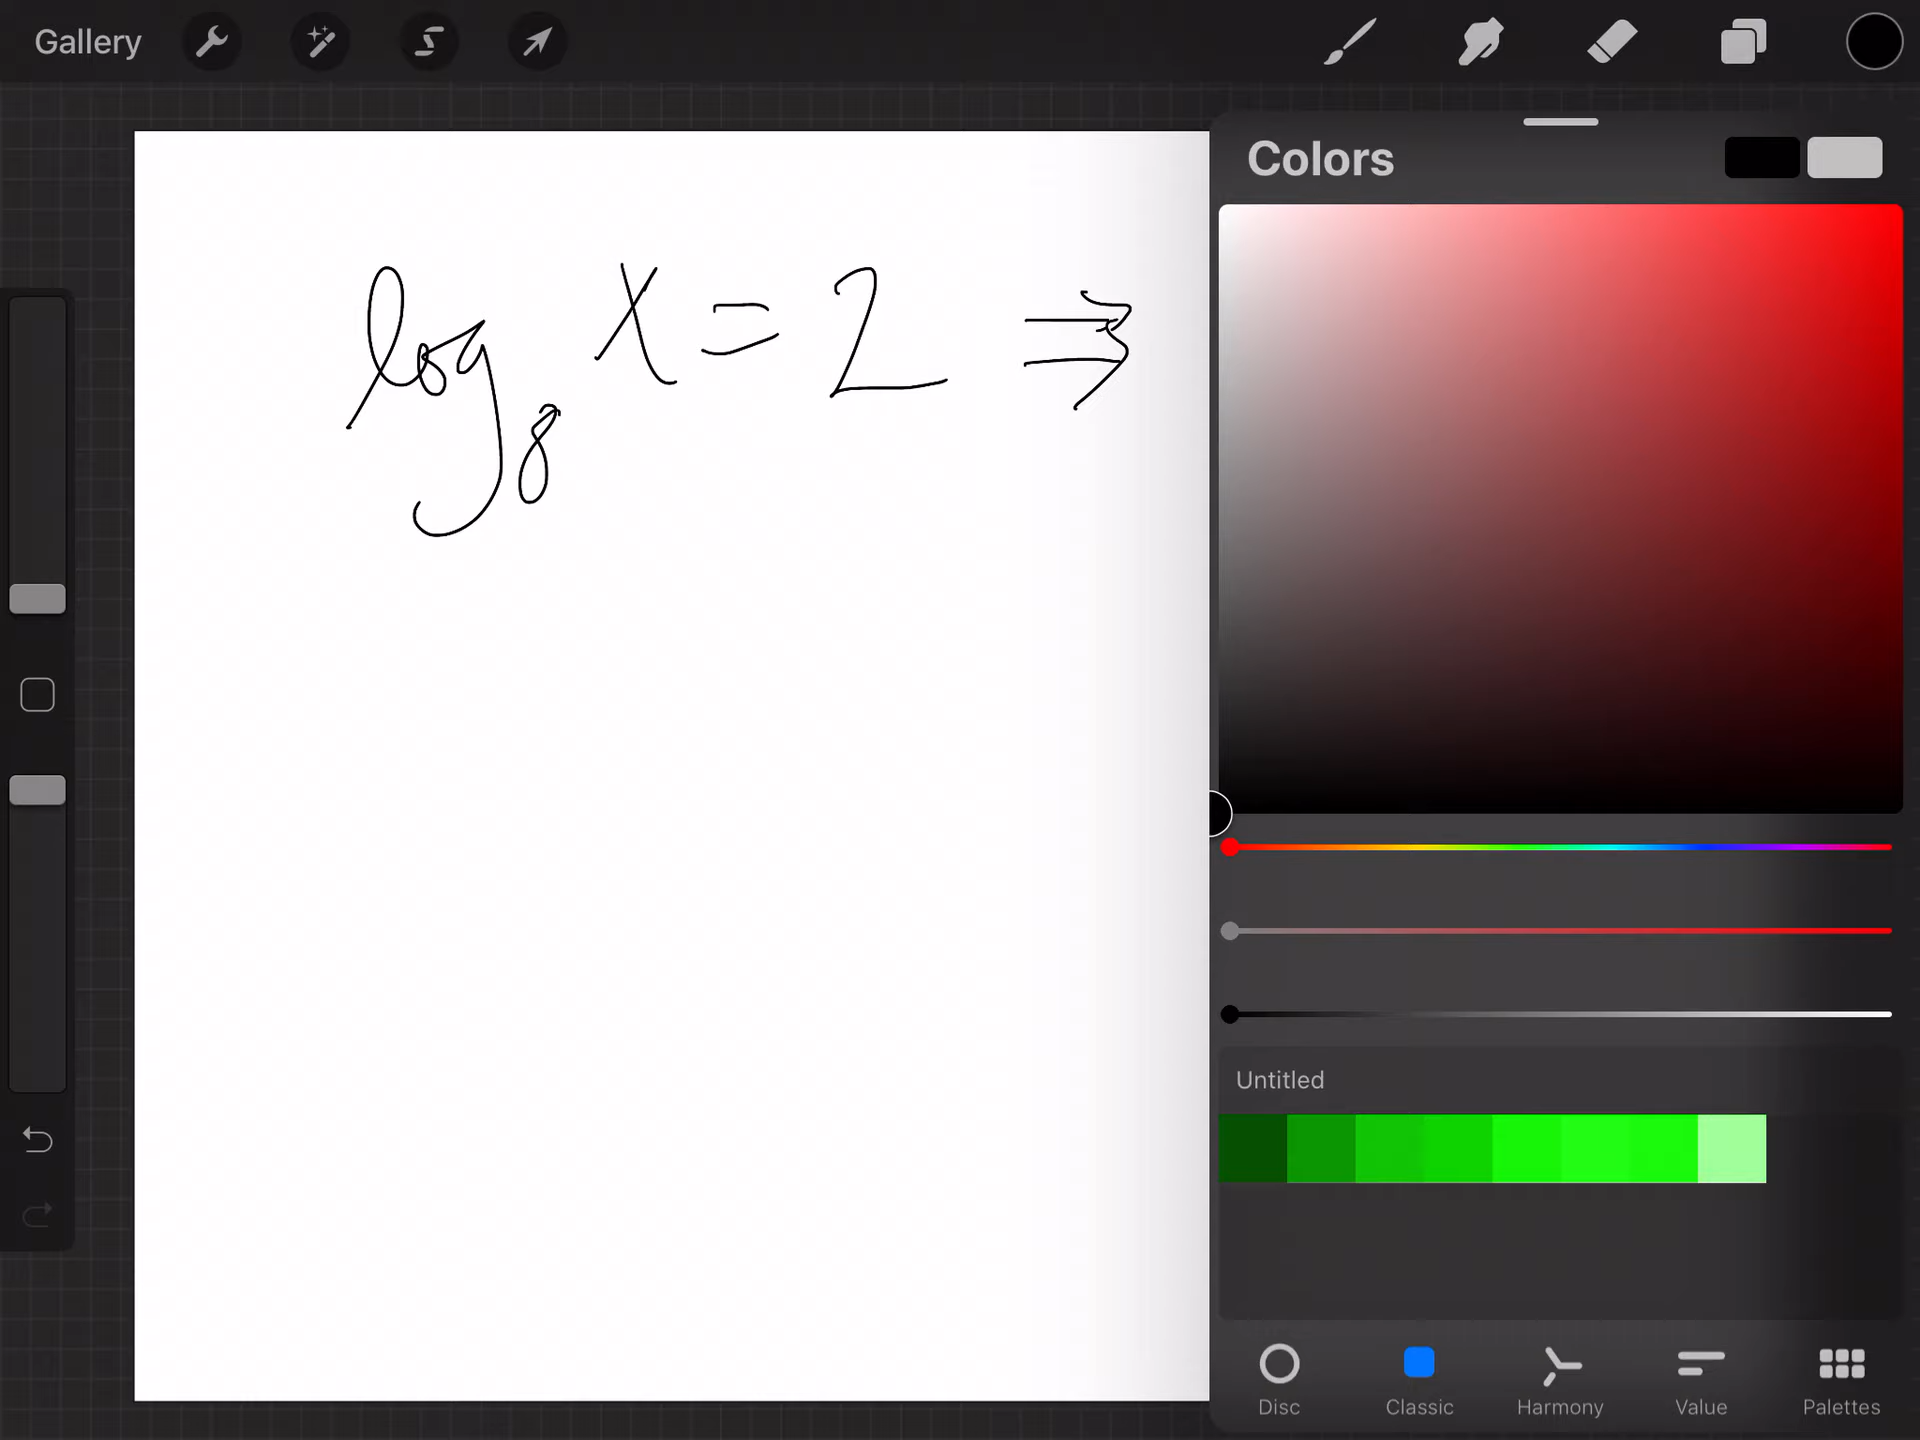 Gallery
Colors
log₈ x = 2 ⇒
Untitled
Disc Classic Harmony Value Palettes